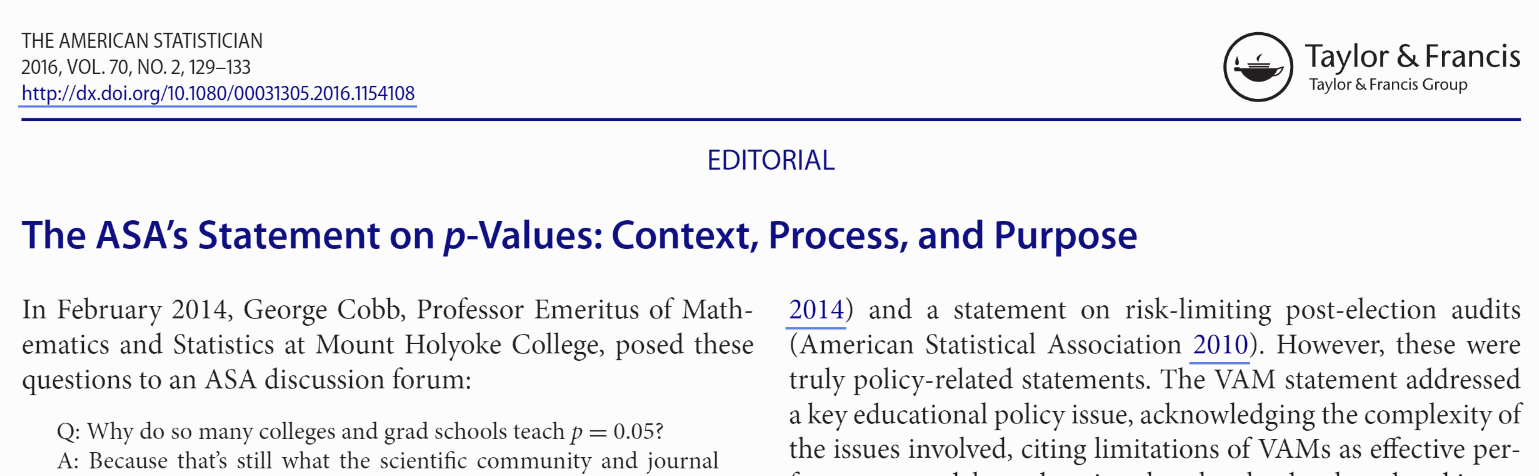 THE AMERICAN STATISTICIAN
2016, VOL. 70, NO. 2, 129–133
http://dx.doi.org/10.1080/00031305.2016.1154108
Taylor & Francis
Taylor & Francis Group
EDITORIAL
The ASA’s Statement on p-Values: Context, Process, and Purpose
In February 2014, George Cobb, Professor Emeritus of Math-
ematics and Statistics at Mount Holyoke College, posed these
questions to an ASA discussion forum:
Q: Why do so many colleges and grad schools teach p = 0.05?
A: Because that’s still what the scientific community and journal
2014) and a statement on risk-limiting post-election audits
(American Statistical Association 2010). However, these were
truly policy-related statements. The VAM statement addressed
a key educational policy issue, acknowledging the complexity of
the issues involved, citing limitations of VAMs as effective per-